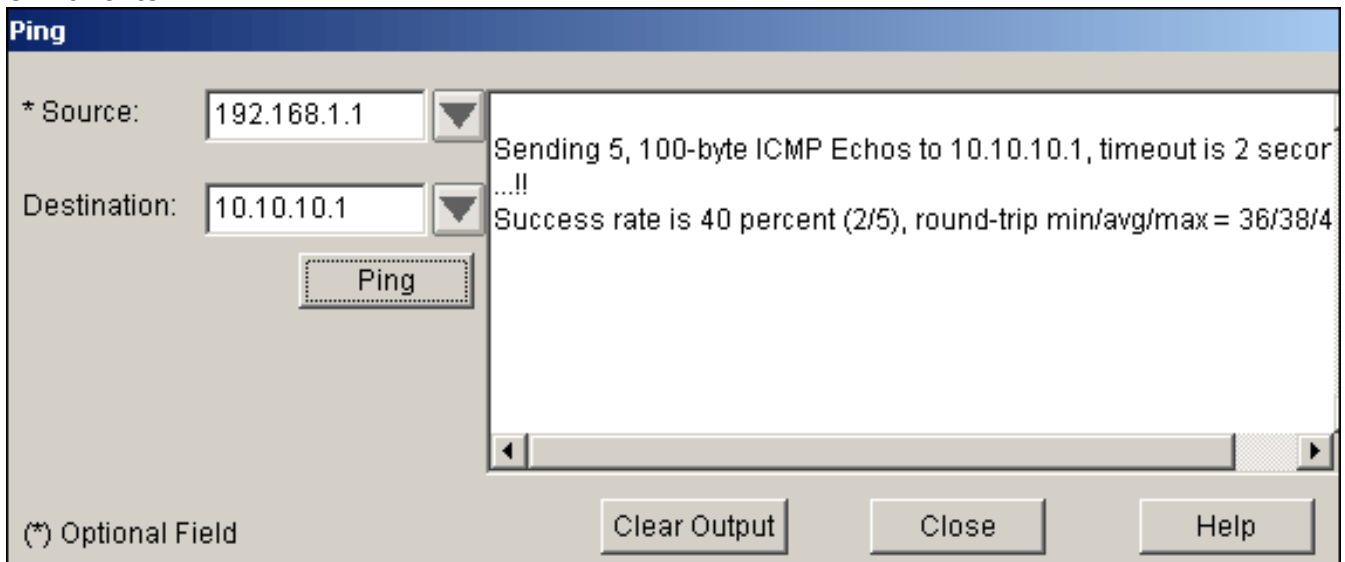 Ping
* Source:
192.168.1.1
Sending 5, 100-byte ICMP Echos to 10.10.10.1, timeout is 2 secon
...!!
Destination:
10.10.10.1
Success rate is 40 percent (2/5), round-trip min/avg/max = 36/38/4
Ping
(*) Optional Field
Clear Output
Close
Help